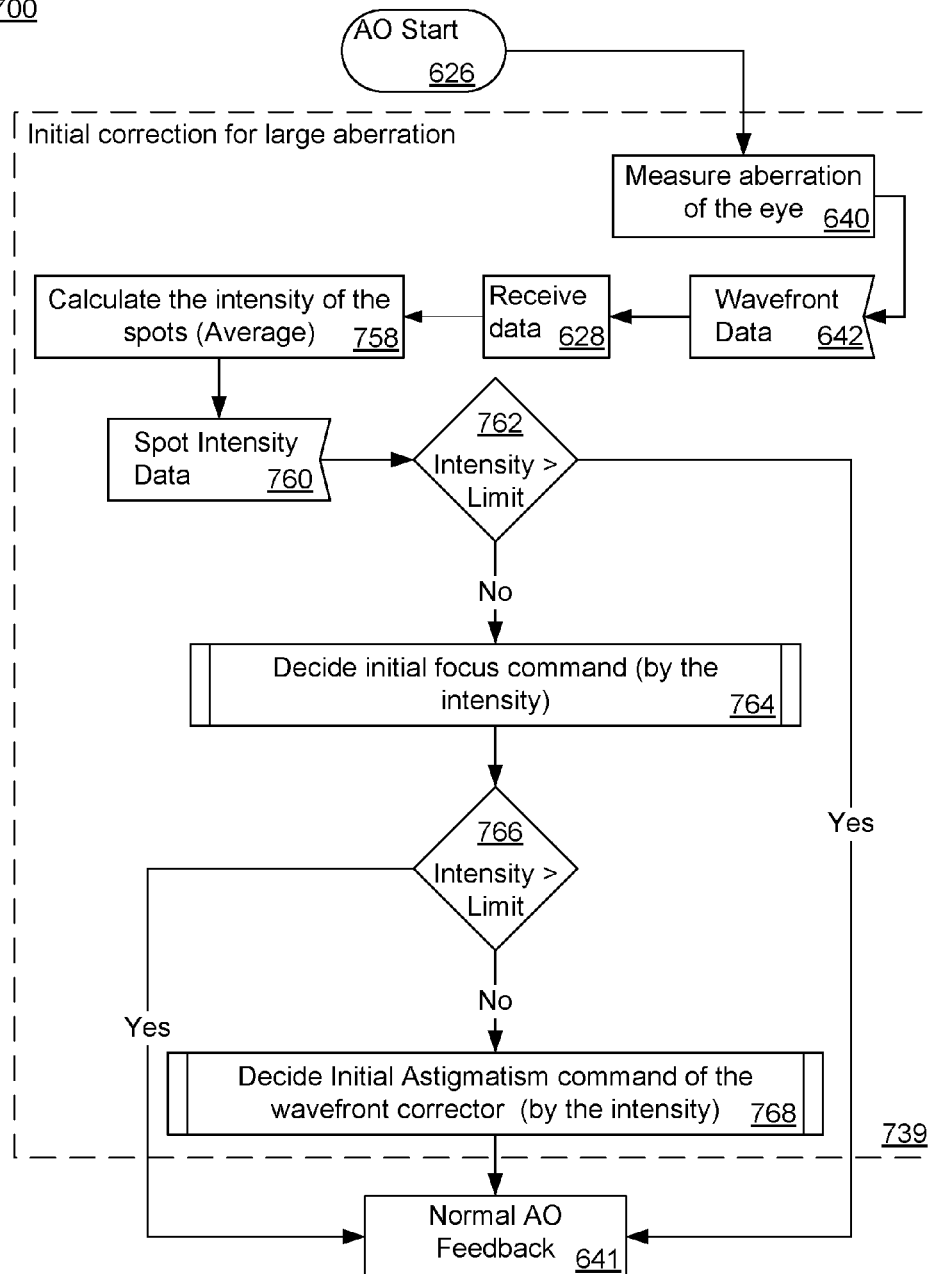 700
AO Start
626
Initial correction for large aberration
Measure aberration
of the eye 640
Calculate the intensity of the
spots (Average) 758
Receive
data 628
Wavefront
Data 642
Spot Intensity
Data 760
762
Intensity >
Limit
No
Decide initial focus command (by the
intensity) 764
766
Intensity >
Limit
Yes
No
Yes
Decide Initial Astigmatism command of the
wavefront corrector (by the intensity) 768
739
Normal AO
Feedback 641